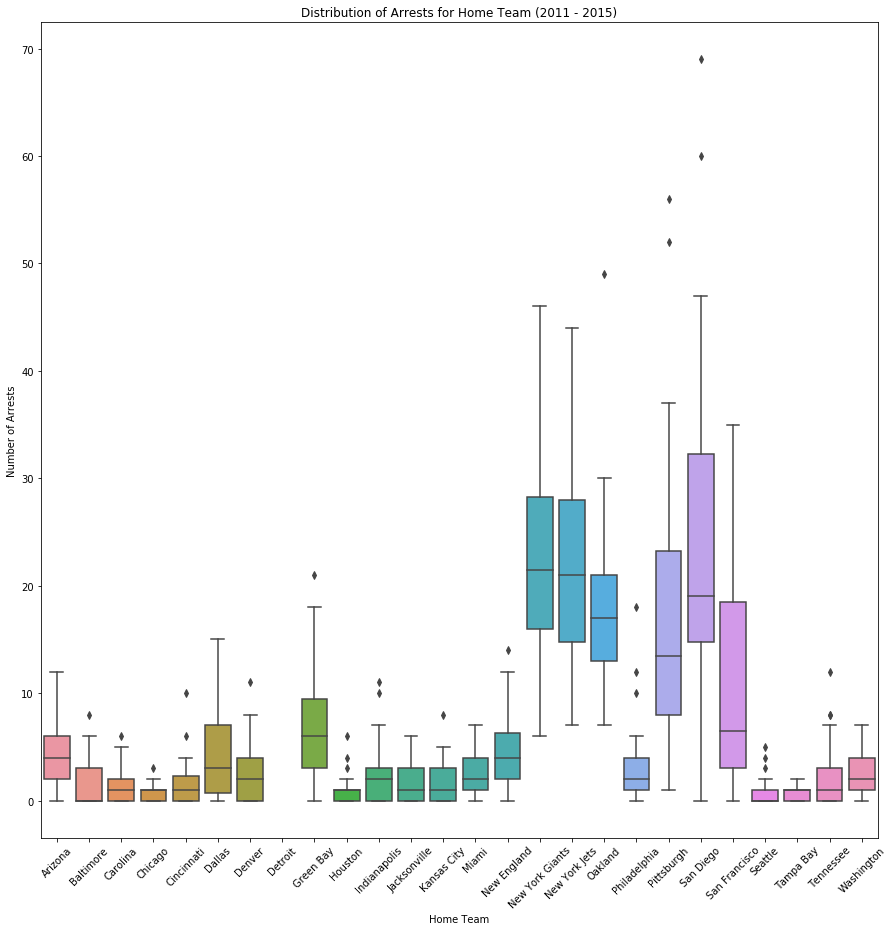 Distribution of Arrests for Home Team (2011 - 2015)
70
60
50
40
30
20
10
0
Number of Arrests
Arizona
Baltimore
Carolina
Chicago
Cincinnati
Dallas
Denver
Detroit
Green Bay
Houston
Indianapolis
Jacksonville
Kansas City
Miami
New England
New York Giants
New York Jets
Oakland
Philadelphia
Pittsburgh
San Diego
San Francisco
Seattle
Tampa Bay
Tennessee
Washington
Home Team